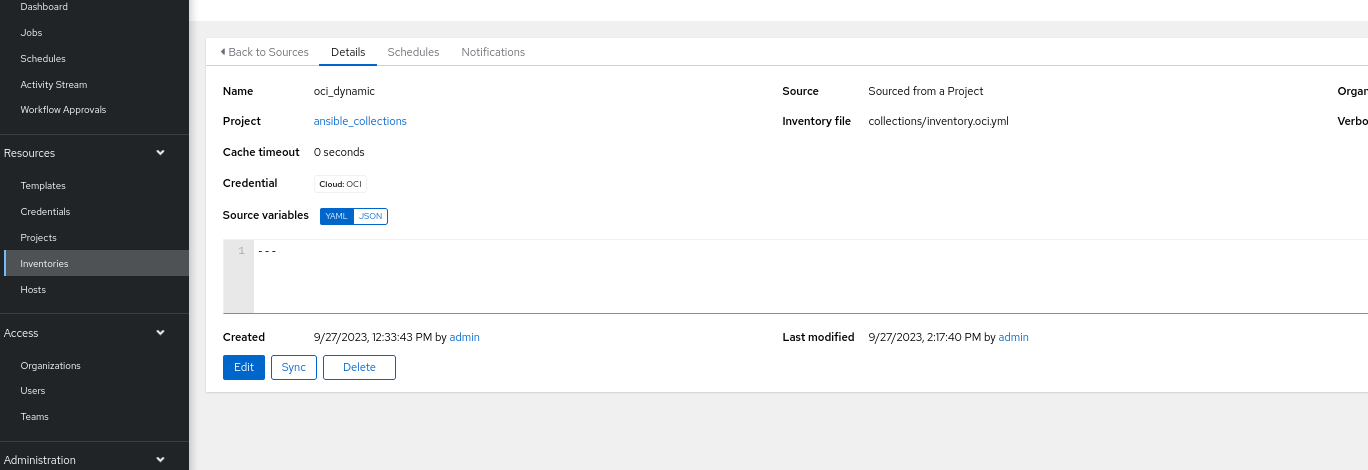 Dashboard
Jobs
Schedules
Activity Stream
Workflow Approvals
Resources
Templates
Credentials
Projects
Inventories
Hosts
Access
Organizations
Users
Teams
Administration
Back to Sources Details Schedules Notifications
Name oci_dynamic Source Sourced from a Project Organ
Project ansible_collections Inventory file collections/inventory.oci.yml Verbo
Cache timeout 0 seconds
Credential Cloud: OCI
Source variables YAML JSON
1 ---
Created 9/27/2023, 12:33:43 PM by admin Last modified 9/27/2023, 2:17:40 PM by admin
Edit Sync Delete